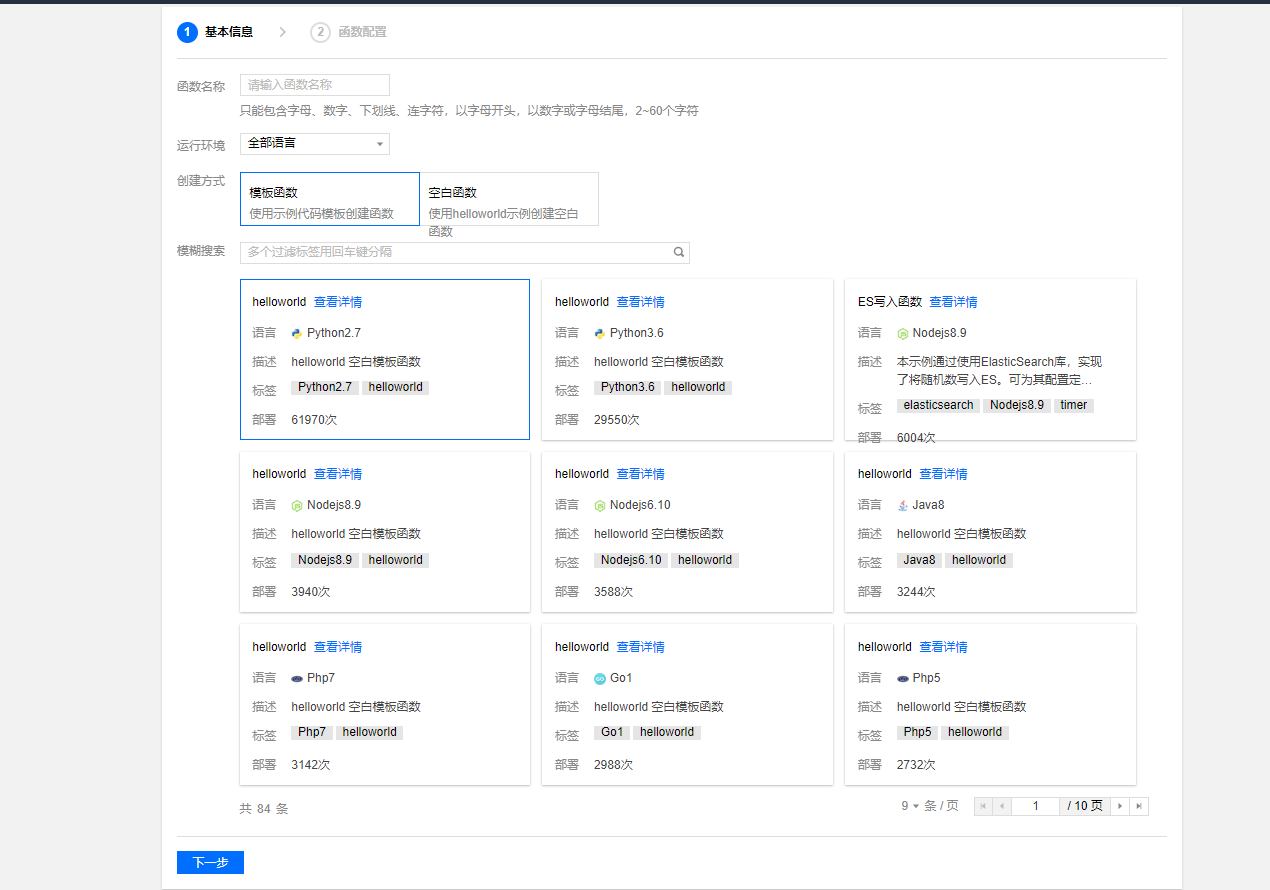 1 基本信息 > 2 函数配置
函数名称 请输入函数名称
只能包含字母、数字、下划线、连字符，以字母开头，以数字或字母结尾，2~60个字符
运行环境 全部语言
创建方式
模板函数
使用示例代码模板创建函数
空白函数
使用helloworld示例创建空白
函数
模糊搜索 多个过滤标签用回车键分隔
helloworld 查看详情
语言 Python2.7
描述 helloworld 空白模板函数
标签 Python2.7 helloworld
部署 61970次
helloworld 查看详情
语言 Python3.6
描述 helloworld 空白模板函数
标签 Python3.6 helloworld
部署 29550次
ES写入函数 查看详情
语言 Nodejs8.9
描述 本示例通过使用ElasticSearch库，实现
了将随机数写入ES。可为其配置定...
标签 elasticsearch Nodejs8.9 timer
部署 6004次
helloworld 查看详情
语言 Nodejs8.9
描述 helloworld 空白模板函数
标签 Nodejs8.9 helloworld
部署 3940次
helloworld 查看详情
语言 Nodejs6.10
描述 helloworld 空白模板函数
标签 Nodejs6.10 helloworld
部署 3588次
helloworld 查看详情
语言 Java8
描述 helloworld 空白模板函数
标签 Java8 helloworld
部署 3244次
helloworld 查看详情
语言 Php7
描述 helloworld 空白模板函数
标签 Php7 helloworld
部署 3142次
helloworld 查看详情
语言 Go1
描述 helloworld 空白模板函数
标签 Go1 helloworld
部署 2988次
helloworld 查看详情
语言 Php5
描述 helloworld 空白模板函数
标签 Php5 helloworld
部署 2732次
共 84 条
9 条 / 页 1 / 10 页
下一步